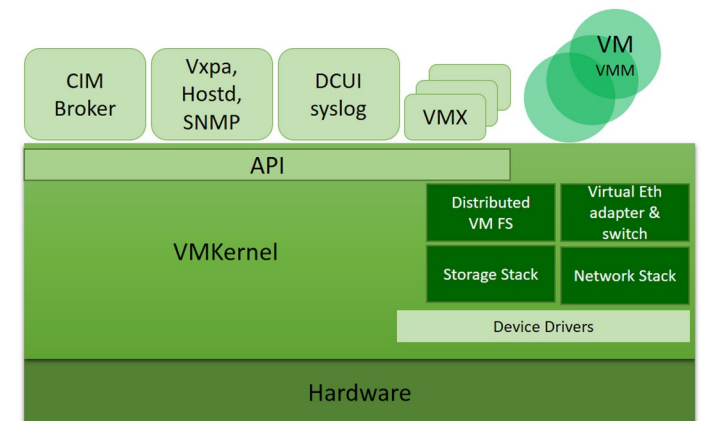 CIM
Broker
Vxpa,
Hostd,
SNMP
DCUI
syslog
VMX
VM
VMM
API
VMKernel
Distributed
VM FS
Virtual Eth
adapter &
switch
Storage Stack
Network Stack
Device Drivers
Hardware